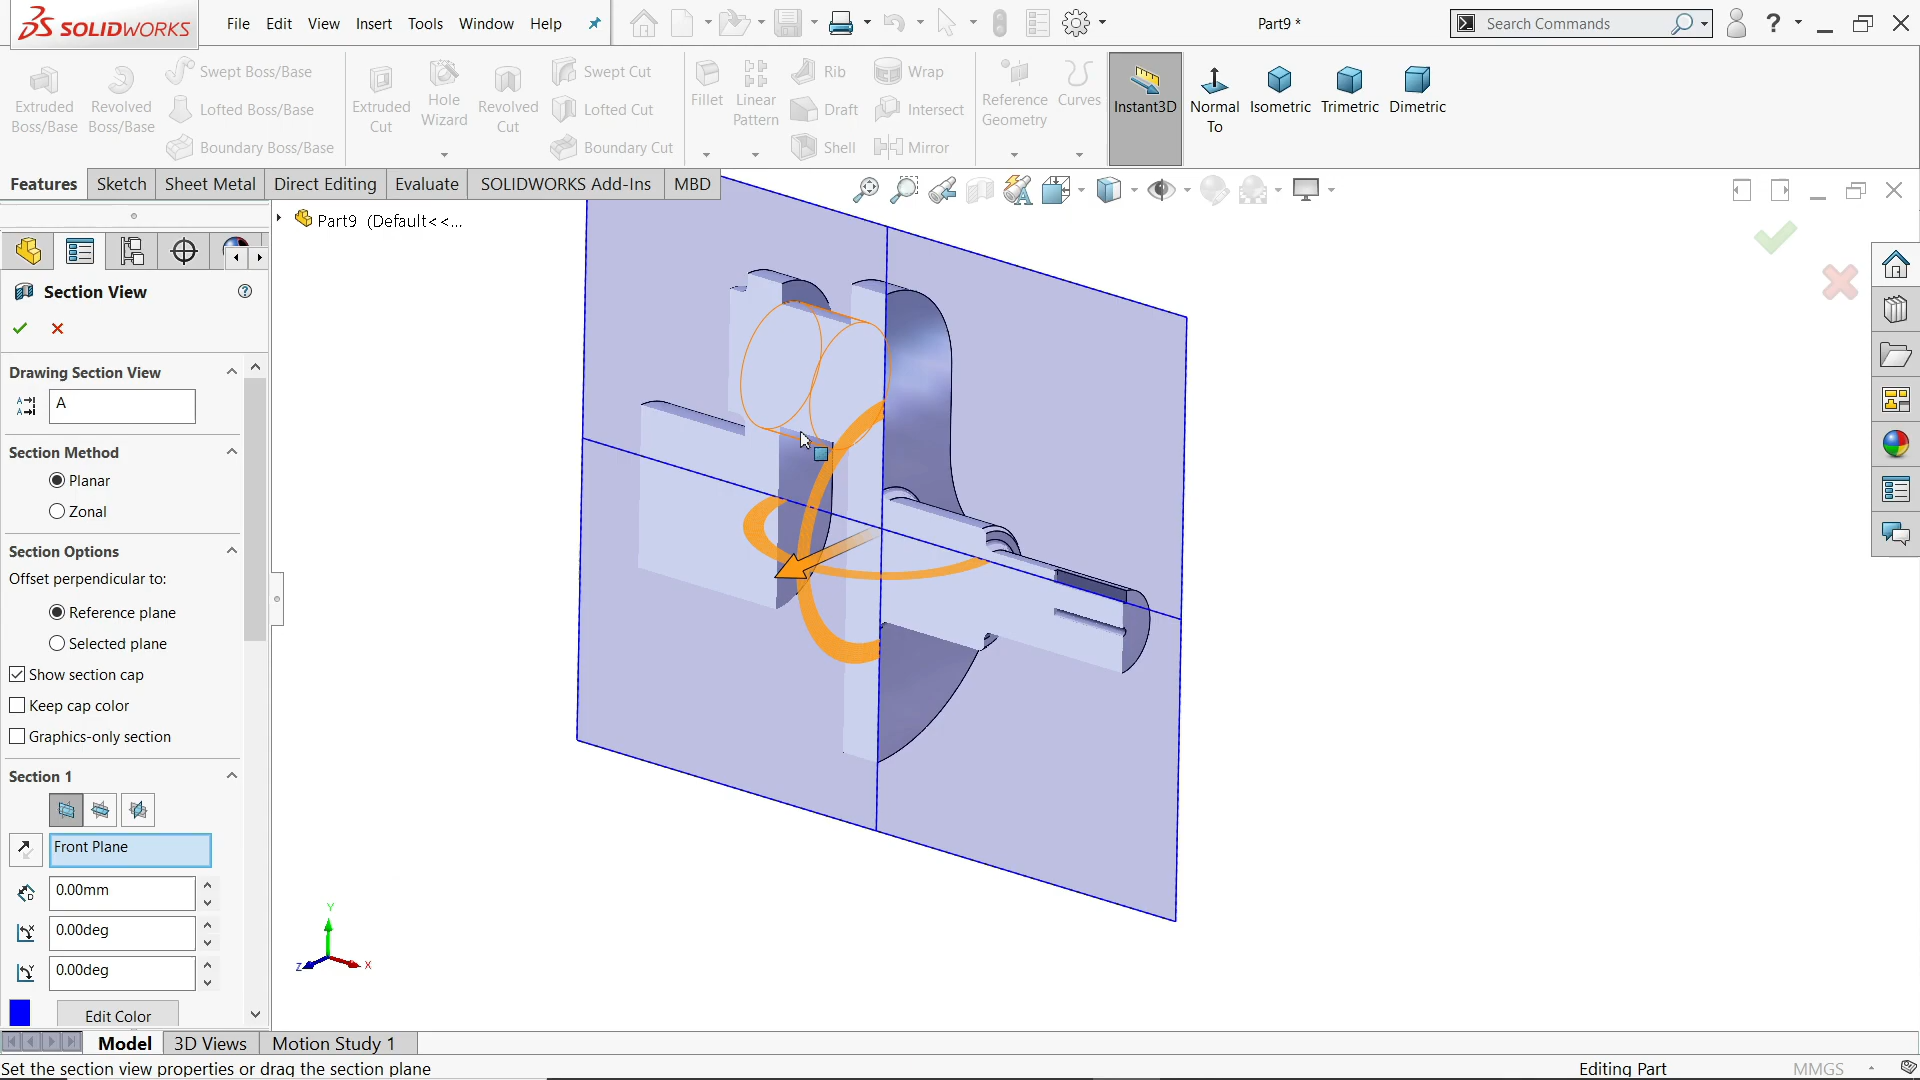 SOLIDWORKS
File Edit View Insert Tools Window Help
Part9 *
Search Commands
Extruded Boss/Base
Revolved Boss/Base
Swept Boss/Base
Lofted Boss/Base
Boundary Boss/Base
Extruded Cut
Hole Wizard
Revolved Cut
Swept Cut
Lofted Cut
Boundary Cut
Fillet
Linear Pattern
Rib
Draft
Shell
Wrap
Intersect
Mirror
Reference Geometry
Curves
Instant3D
Normal To
Isometric
Trimetric
Dimetric
Features Sketch Sheet Metal Direct Editing Evaluate SOLIDWORKS Add-Ins MBD
Part9 (Default<<...
Section View
Drawing Section View
A
Section Method
Planar
Zonal
Section Options
Offset perpendicular to:
Reference plane
Selected plane
Show section cap
Keep cap color
Graphics-only section
Section 1
Front Plane
0.00mm
0.00deg
0.00deg
Edit Color
Y
Z
X
Model 3D Views Motion Study 1
Set the section view properties or drag the section plane
Editing Part
MMGS